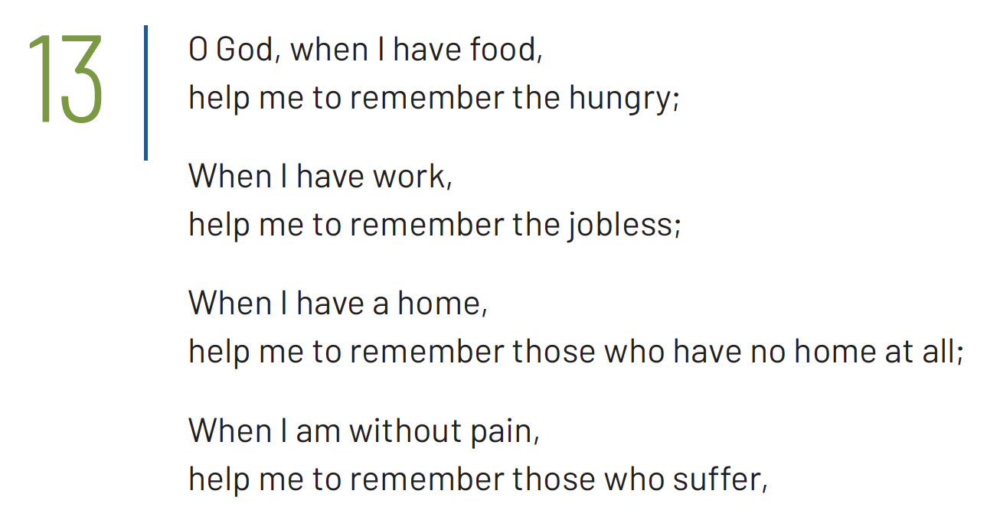 13
O God, when I have food,
help me to remember the hungry;
When I have work,
help me to remember the jobless;
When I have a home,
help me to remember those who have no home at all;
When I am without pain,
help me to remember those who suffer,